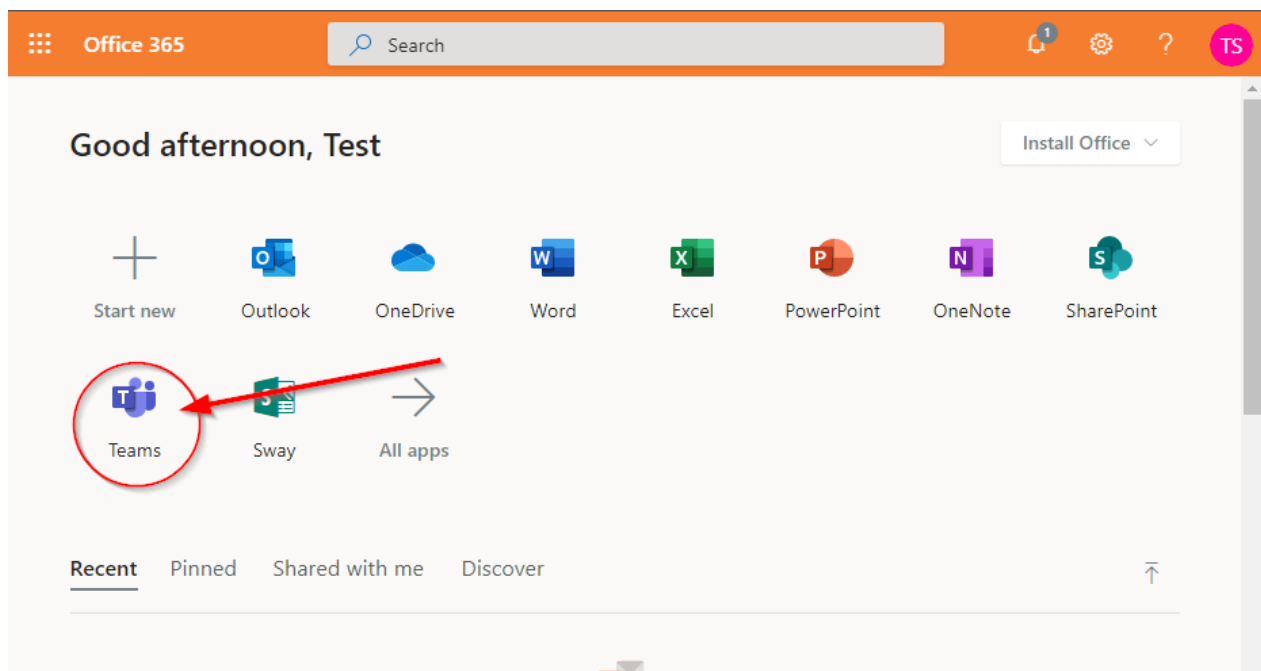 Office 365 Search 1 TS
Good afternoon, Test Install Office
Start new Outlook OneDrive Word Excel PowerPoint OneNote SharePoint
Teams Sway All apps
Recent Pinned Shared with me Discover